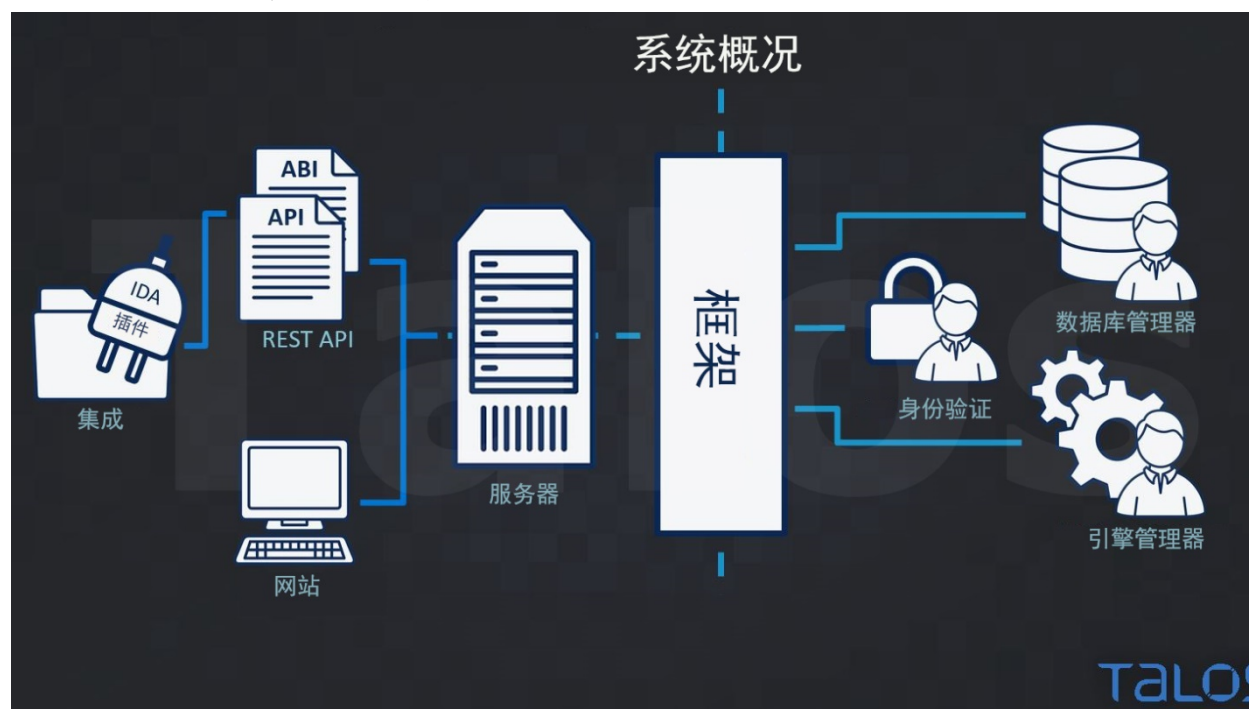 系统概况
ABI
API
IDA
插件
REST API
集成
网站
服务器
框架
数据库管理器
身份验证
引擎管理器
Talos
TALOS